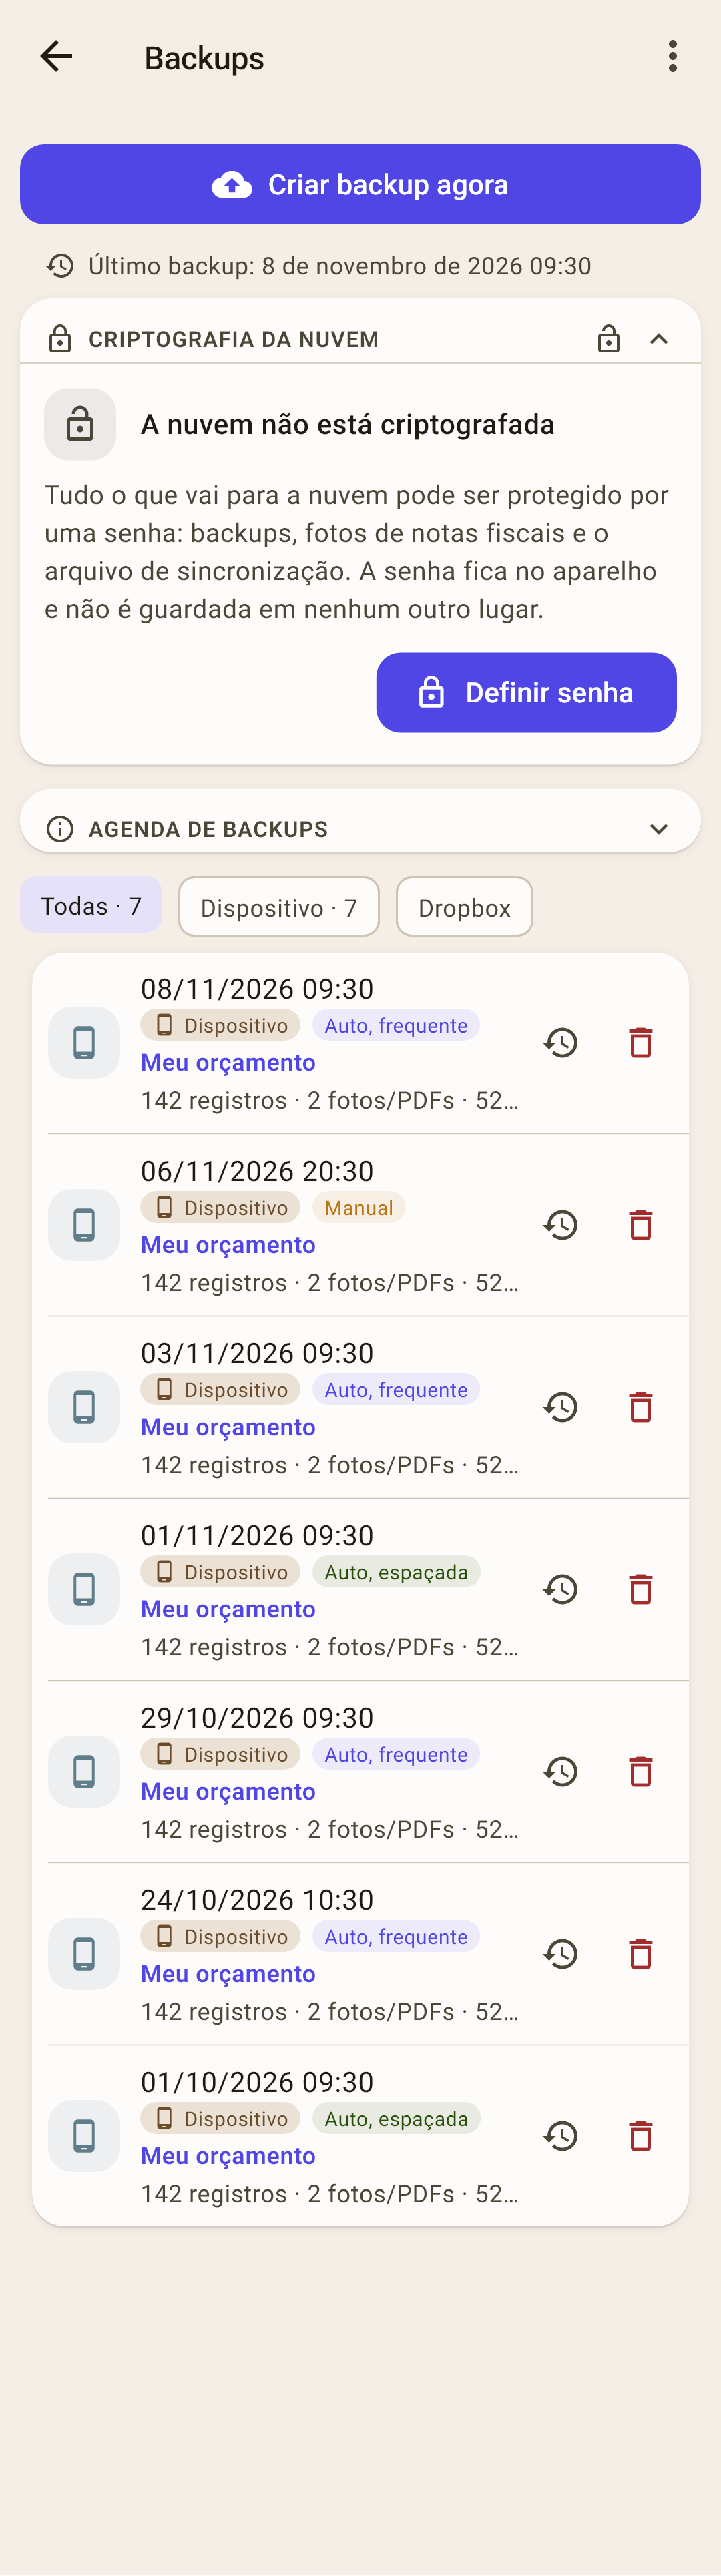 Backups
Criar backup agora
Último backup: 8 de novembro de 2026 09:30
CRIPTOGRAFIA DA NUVEM
A nuvem não está criptografada
Tudo o que vai para a nuvem pode ser protegido por
uma senha: backups, fotos de notas fiscais e o
arquivo de sincronização. A senha fica no aparelho
e não é guardada em nenhum outro lugar.
Definir senha
AGENDA DE BACKUPS
Todas · 7 Dispositivo · 7 Dropbox
08/11/2026 09:30
Dispositivo Auto, frequente
Meu orçamento
142 registros · 2 fotos/PDFs · 52…
06/11/2026 20:30
Dispositivo Manual
Meu orçamento
142 registros · 2 fotos/PDFs · 52…
03/11/2026 09:30
Dispositivo Auto, frequente
Meu orçamento
142 registros · 2 fotos/PDFs · 52…
01/11/2026 09:30
Dispositivo Auto, espaçada
Meu orçamento
142 registros · 2 fotos/PDFs · 52…
29/10/2026 09:30
Dispositivo Auto, frequente
Meu orçamento
142 registros · 2 fotos/PDFs · 52…
24/10/2026 10:30
Dispositivo Auto, frequente
Meu orçamento
142 registros · 2 fotos/PDFs · 52…
01/10/2026 09:30
Dispositivo Auto, espaçada
Meu orçamento
142 registros · 2 fotos/PDFs · 52…